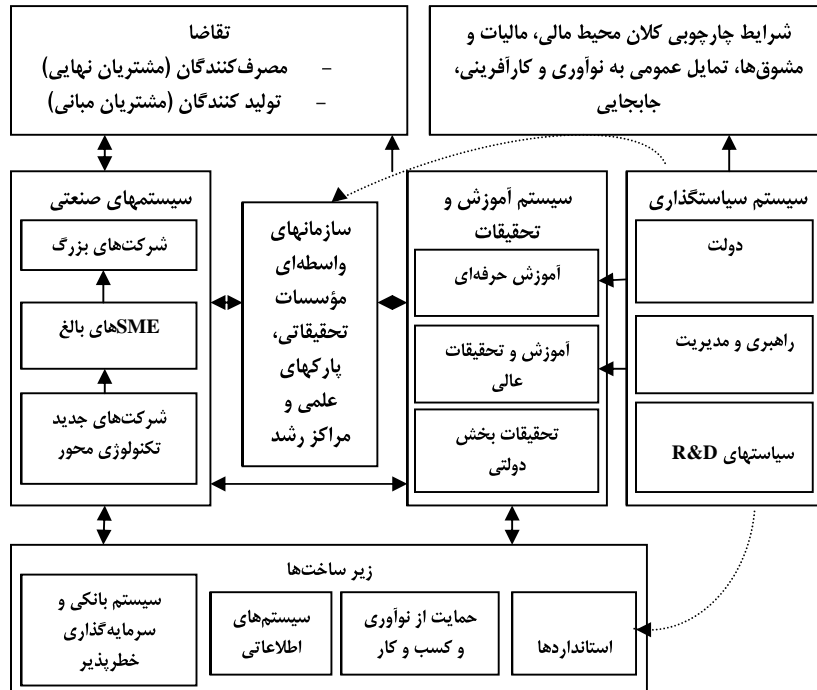 شرایط چارچوبی کلان محیط مالی، مالیات و
مشوق‌ها، تمایل عمومی به نوآوری و کارآفرینی،
جابجایی
تقاضا
– مصرف‌کنندگان (مشتریان نهایی)
– تولید کنندگان (مشتریان مبانی)
سیستم سیاستگذاری
دولت
راهبری و مدیریت
سیاستهای R&D
سیستم آموزش و
تحقیقات
آموزش حرفه‌ای
آموزش و تحقیقات
عالی
تحقیقات بخش
دولتی
سازمانهای
واسطه‌ای
مؤسسات
تحقیقاتی،
پارکهای
علمی و
مراکز رشد
سیستمهای صنعتی
شرکت‌های بزرگ
SMEهای بالغ
شرکت‌های جدید
تکنولوژی محور
زیر ساخت‌ها
استانداردها
حمایت از نوآوری
و کسب و کار
سیستم‌های
اطلاعاتی
سیستم بانکی و
سرمایه‌گذاری
خطرپذیر